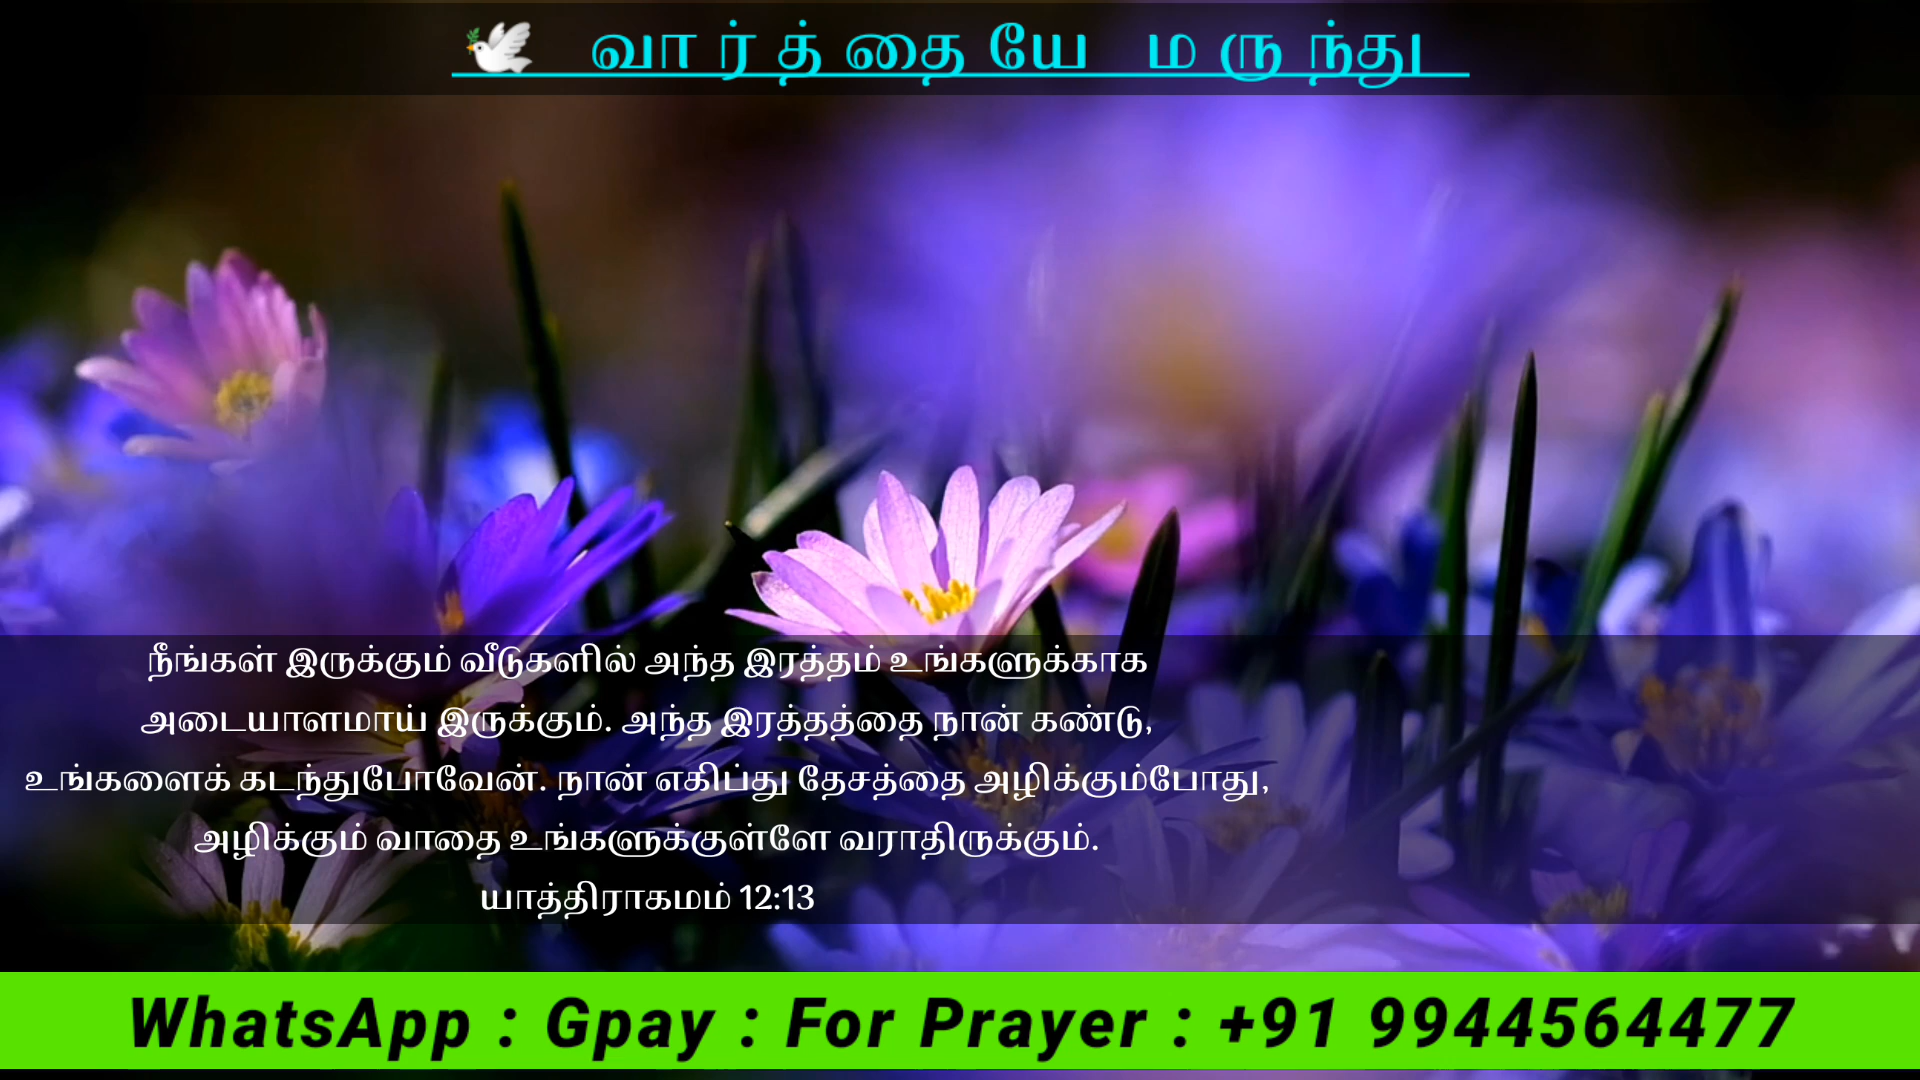 🕊️ வார்த்தையே மருந்து
நீங்கள் இருக்கும் வீடுகளில் அந்த இரத்தம் உங்களுக்காக
அடையாளமாய் இருக்கும். அந்த இரத்தத்தை நான் கண்டு,
உங்களைக் கடந்துபோவேன். நான் எகிப்து தேசத்தை அழிக்கும்போது,
அழிக்கும் வாதை உங்களுக்குள்ளே வராதிருக்கும்.
யாத்திராகமம் 12:13
WhatsApp : Gpay : For Prayer : +91 9944564477